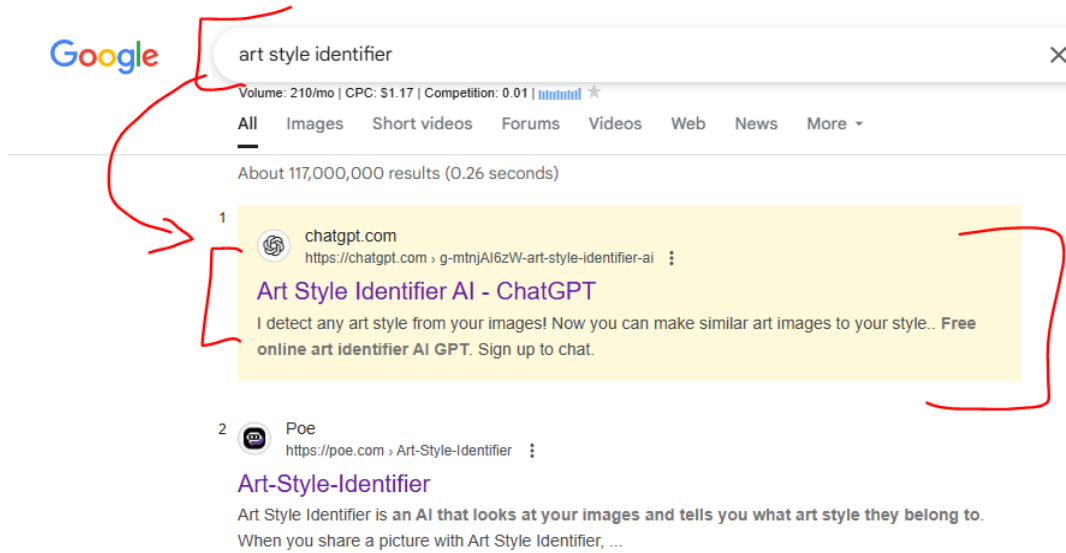 Google
art style identifier
Volume: 210/mo | CPC: $1.17 | Competition: 0.01 |
All Images Short videos Forums Videos Web News More
About 117,000,000 results (0.26 seconds)
1
chatgpt.com
https://chatgpt.com › g-mtnjAI6zW-art-style-identifier-ai
Art Style Identifier AI - ChatGPT
I detect any art style from your images! Now you can make similar art images to your style.. Free
online art identifier AI GPT. Sign up to chat.
2
Poe
https://poe.com › Art-Style-Identifier
Art-Style-Identifier
Art Style Identifier is an AI that looks at your images and tells you what art style they belong to.
When you share a picture with Art Style Identifier, ...